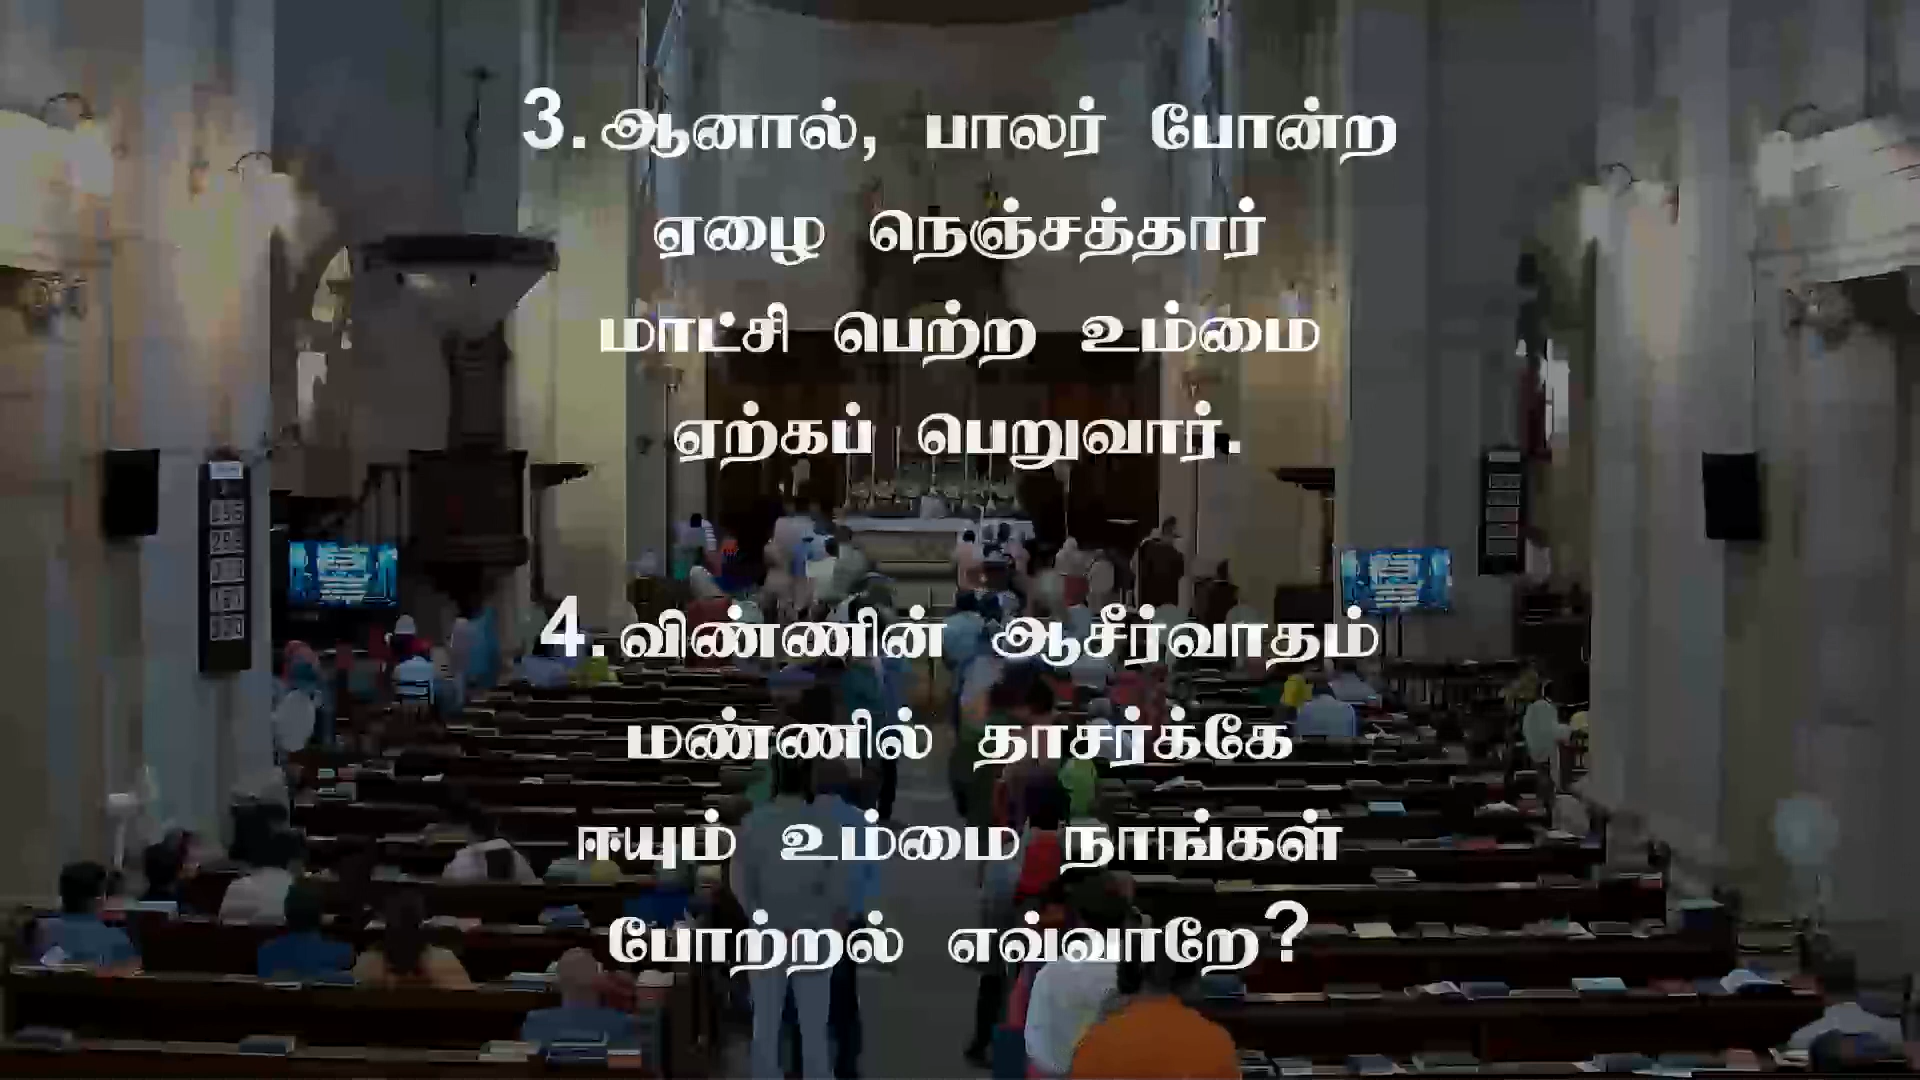 3. ஆனால், பாலர் போன்ற
ஏழை நெஞ்சத்தார்
மாட்சி பெற்ற உம்மை
ஏற்கப் பெறுவார்.
4. விண்ணின் ஆசீர்வாதம்
மண்ணில் தாசர்க்கே
ஈயும் உம்மை நாங்கள்
போற்றல் எவ்வாறே?